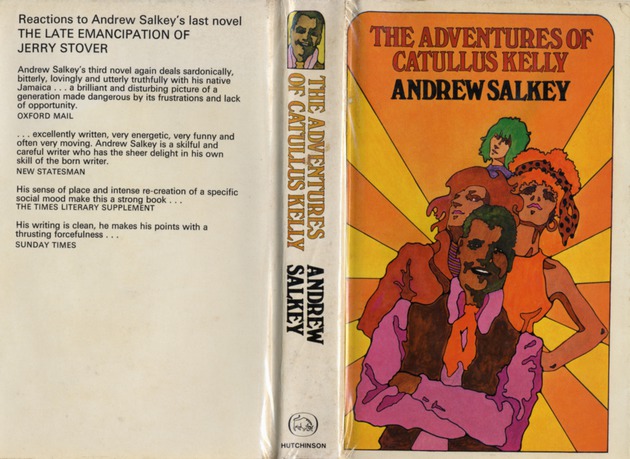 Reactions to Andrew Salkey's last novel
THE LATE EMANCIPATION OF
JERRY STOVER
Andrew Salkey's third novel again deals sardonically,
bitterly, lovingly and utterly truthfully with his native
Jamaica . . . a brilliant and disturbing picture of a
generation made dangerous by its frustrations and lack
of opportunity.
OXFORD MAIL
. . . excellently written, very energetic, very funny and
often very moving. Andrew Salkey is a skilful and
careful writer who has the sheer delight in his own
skill of the born writer.
NEW STATESMAN
His sense of place and intense re-creation of a specific
social mood make this a strong book . . .
THE TIMES LITERARY SUPPLEMENT
His writing is clean, he makes his points with a
thrusting forcefulness . . .
SUNDAY TIMES
THE ADVENTURES
OF CATULLUS KELLY
ANDREW
SALKEY
HUTCHINSON
THE ADVENTURES OF
CATULLUS KELLY
ANDREW SALKEY